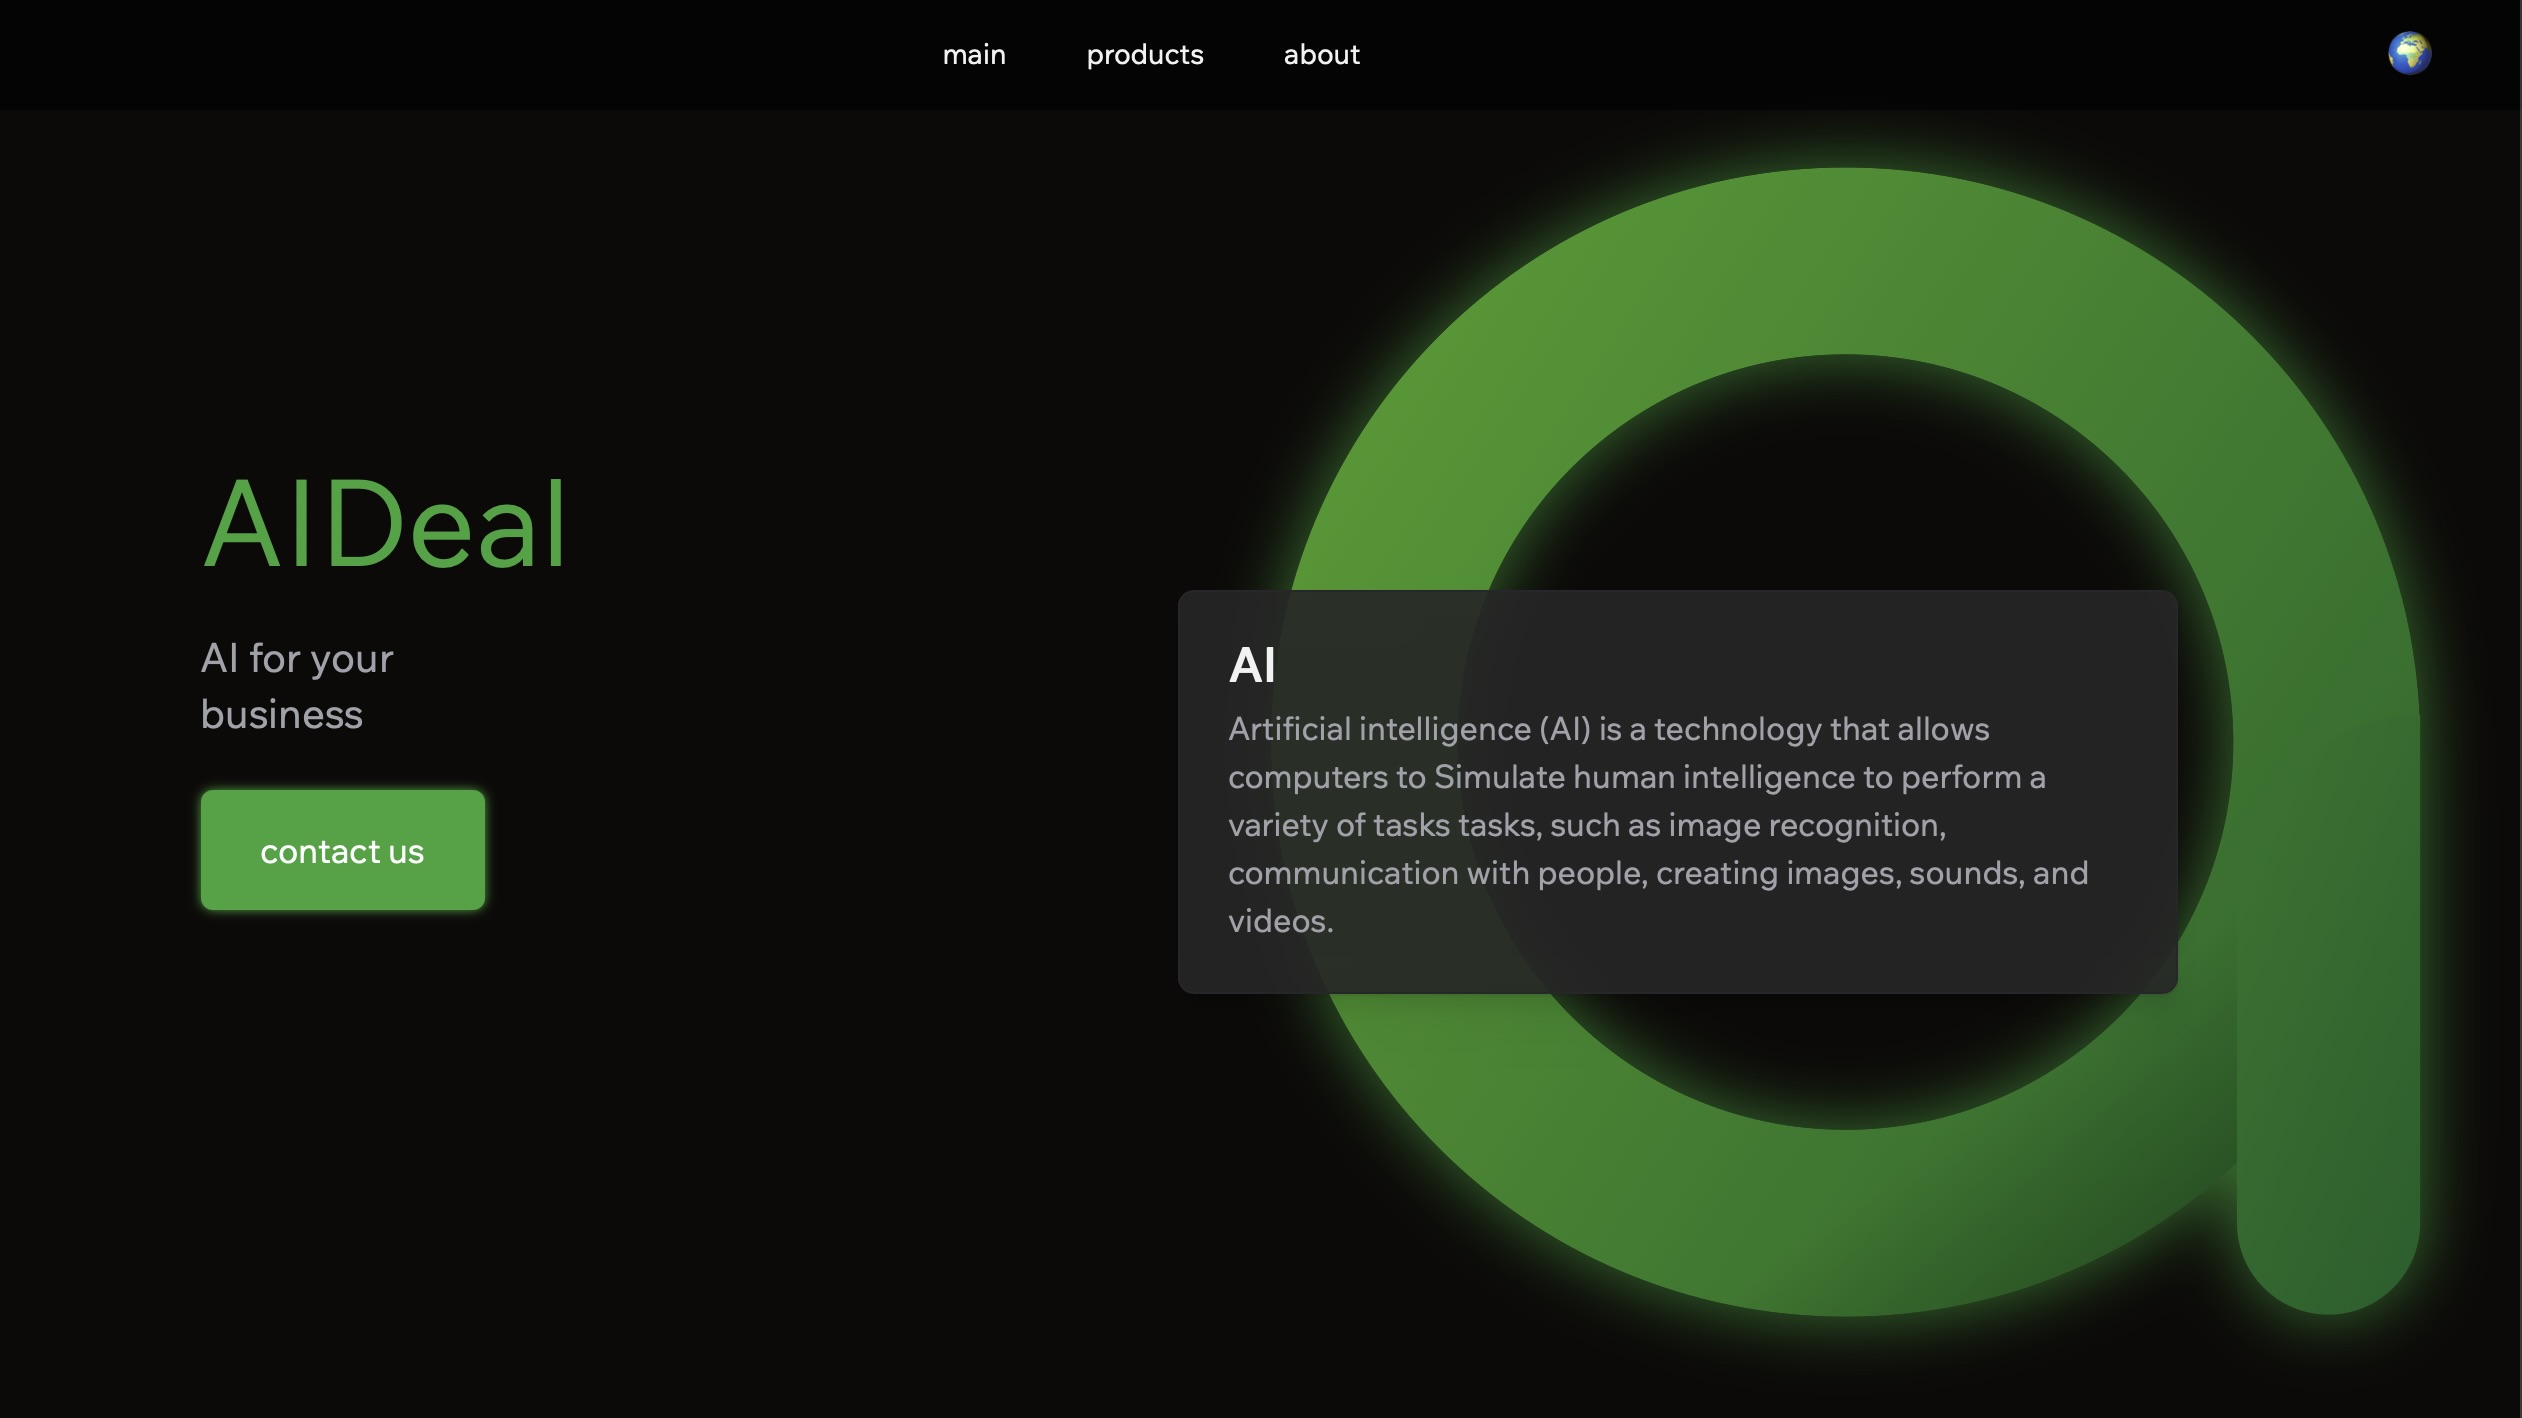 main
products
about
AIDeal
AI for your
business
contact us
AI
Artificial intelligence (AI) is a technology that allows
computers to Simulate human intelligence to perform a
variety of tasks tasks, such as image recognition,
communication with people, creating images, sounds, and
videos.